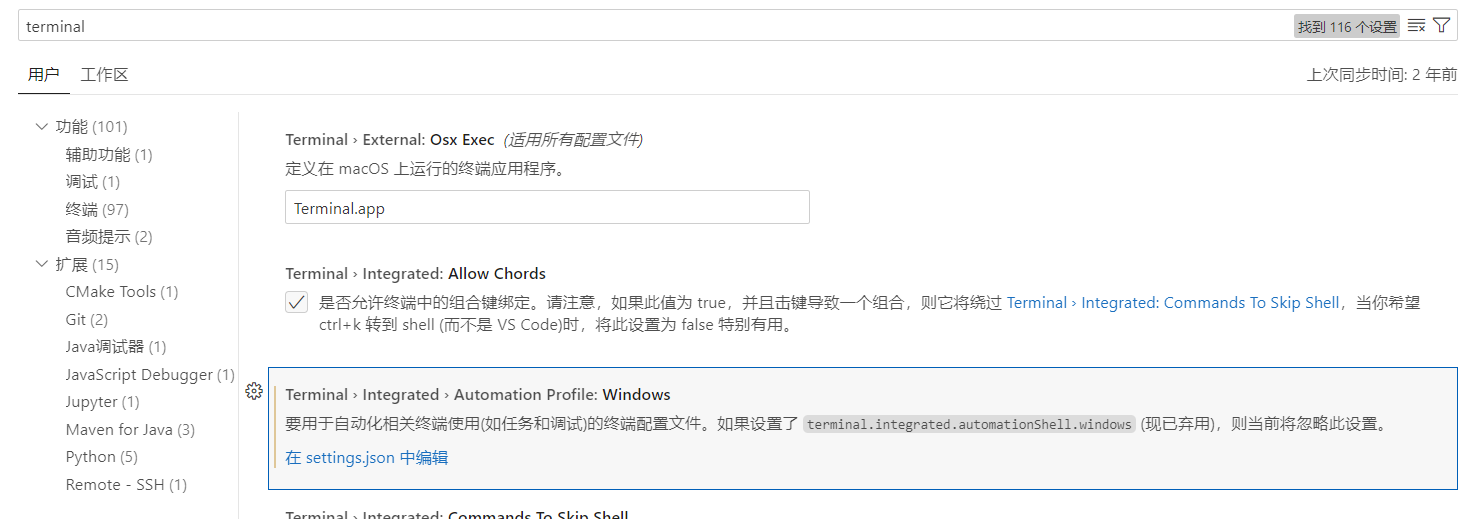 terminal
找到 116 个设置
用户
工作区
上次同步时间: 2 年前
功能 (101)
辅助功能 (1)
调试 (1)
终端 (97)
音频提示 (2)
扩展 (15)
CMake Tools (1)
Git (2)
Java调试器 (1)
JavaScript Debugger (1)
Jupyter (1)
Maven for Java (3)
Python (5)
Remote - SSH (1)
Terminal › External: Osx Exec (适用所有配置文件)
定义在 macOS 上运行的终端应用程序。
Terminal.app
Terminal › Integrated: Allow Chords
是否允许终端中的组合键绑定。请注意，如果此值为 true，并且击键导致一个组合，则它将绕过 Terminal › Integrated: Commands To Skip Shell，当你希望
ctrl+k 转到 shell (而不是 VS Code)时，将此设置为 false 特别有用。
Terminal › Integrated › Automation Profile: Windows
要用于自动化相关终端使用(如任务和调试)的终端配置文件。如果设置了 terminal.integrated.automationShell.windows (现已弃用)，则当前将忽略此设置。
在 settings.json 中编辑
Terminal › Integrated: Commands To Skip Shell